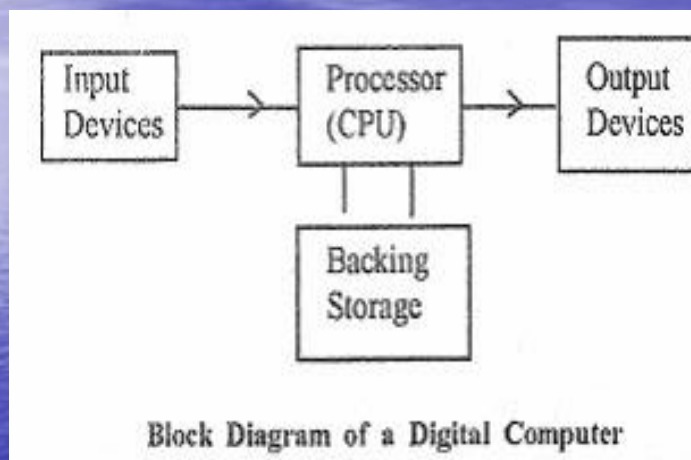 Input
Devices
Processor
(CPU)
Output
Devices
Backing
Storage
Block Diagram of a Digital Computer